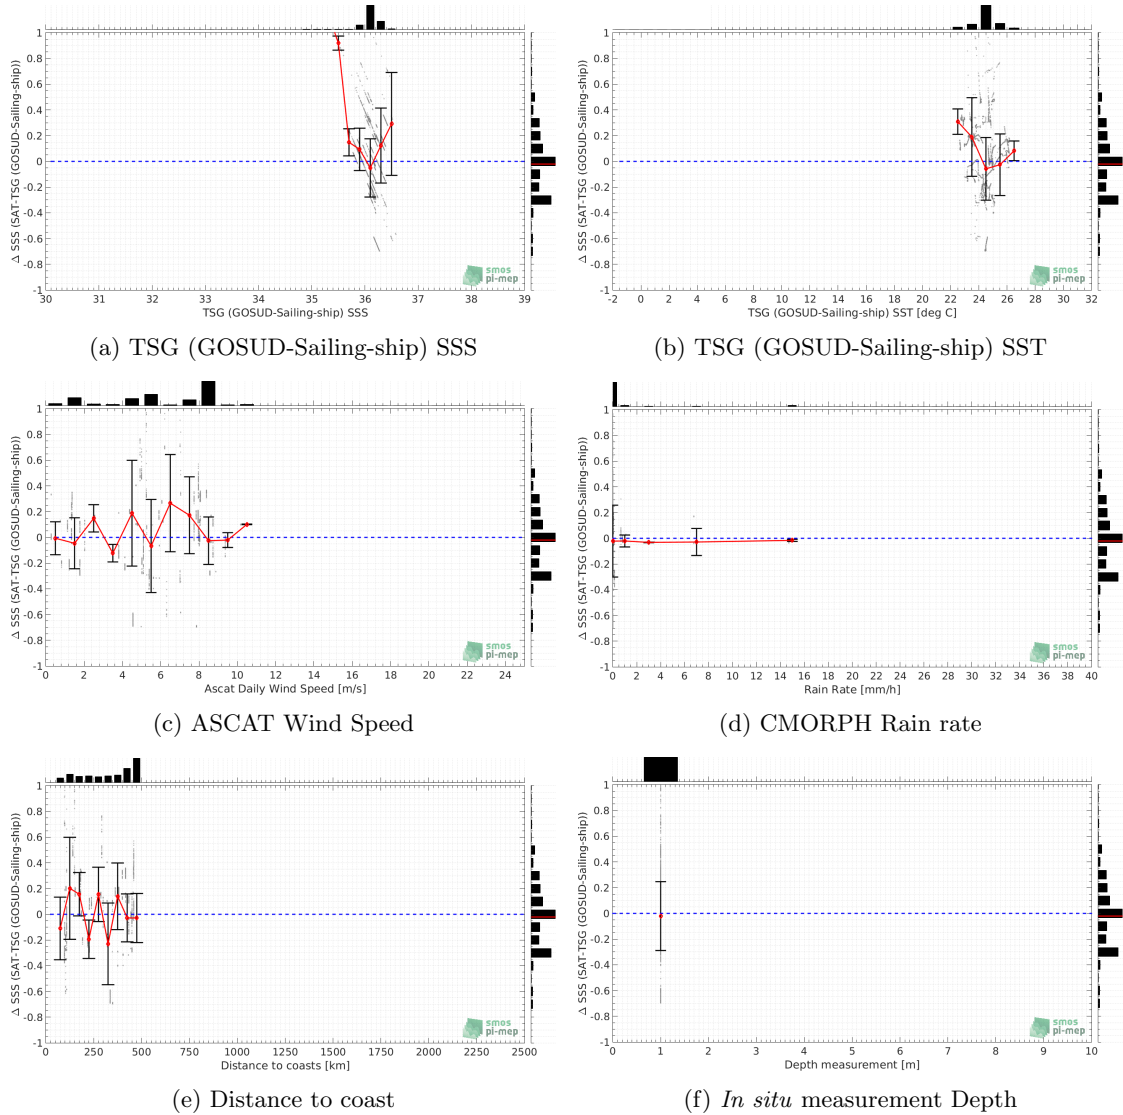 Δ SSS (SAT-TSG (GOSUD-Sailing-ship))
1
0.8
0.6
0.4
0.2
0
-0.2
-0.4
-0.6
-0.8
-1
30 31 32 33 34 35 36 37 38 39
TSG (GOSUD-Sailing-ship) SSS
smos
pi-mep
(a) TSG (GOSUD-Sailing-ship) SSS
Δ SSS (SAT-TSG (GOSUD-Sailing-ship))
1
0.8
0.6
0.4
0.2
0
-0.2
-0.4
-0.6
-0.8
-1
-2 0 2 4 6 8 10 12 14 16 18 20 22 24 26 28 30 32
TSG (GOSUD-Sailing-ship) SST [deg C]
smos
pi-mep
(b) TSG (GOSUD-Sailing-ship) SST
Δ SSS (SAT-TSG (GOSUD-Sailing-ship))
1
0.8
0.6
0.4
0.2
0
-0.2
-0.4
-0.6
-0.8
-1
0 2 4 6 8 10 12 14 16 18 20 22 24
Ascat Daily Wind Speed [m/s]
smos
pi-mep
(c) ASCAT Wind Speed
Δ SSS (SAT-TSG (GOSUD-Sailing-ship))
1
0.8
0.6
0.4
0.2
0
-0.2
-0.4
-0.6
-0.8
-1
0 2 4 6 8 10 12 14 16 18 20 22 24 26 28 30 32 34 36 38 40
Rain Rate [mm/h]
smos
pi-mep
(d) CMORPH Rain rate
Δ SSS (SAT-TSG (GOSUD-Sailing-ship))
1
0.8
0.6
0.4
0.2
0
-0.2
-0.4
-0.6
-0.8
-1
0 250 500 750 1000 1250 1500 1750 2000 2250 2500
Distance to coasts [km]
smos
pi-mep
(e) Distance to coast
Δ SSS (SAT-TSG (GOSUD-Sailing-ship))
1
0.8
0.6
0.4
0.2
0
-0.2
-0.4
-0.6
-0.8
-1
0 1 2 3 4 5 6 7 8 9 10
Depth measurement [m]
smos
pi-mep
(f) In situ measurement Depth